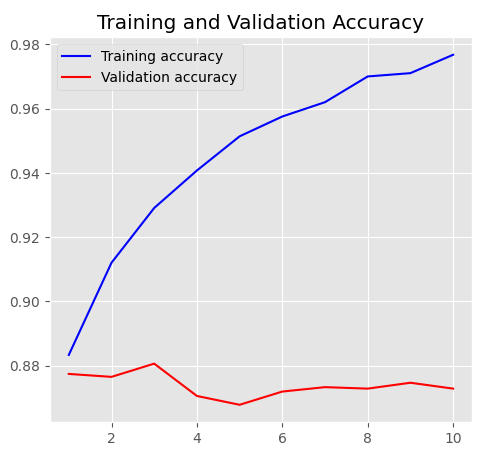 Training and Validation Accuracy
0.98
Training accuracy
Validation accuracy
0.96
0.94
0.92
0.90
0.88
2 4 6 8 10